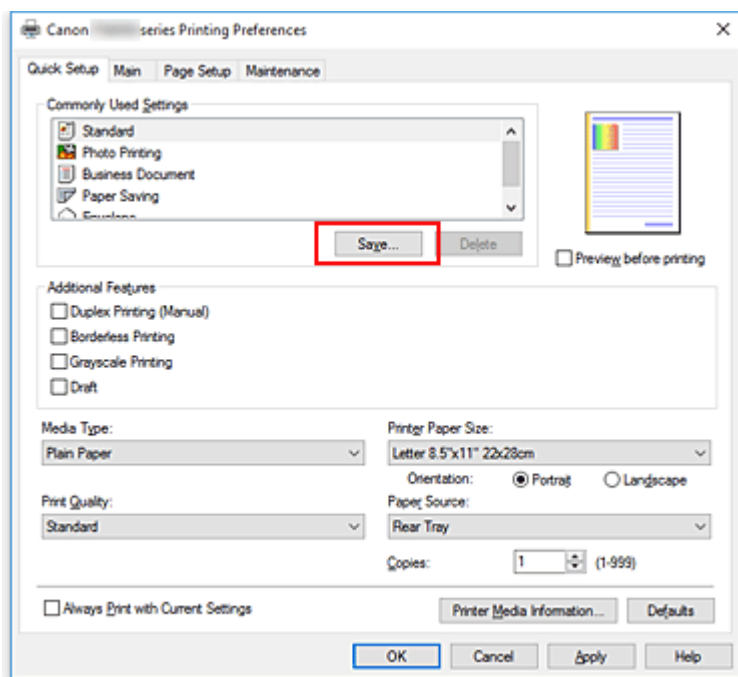 Canon series Printing Preferences
Quick Setup Main Page Setup Maintenance
Commonly Used Settings
Standard
Photo Printing
Business Document
Paper Saving
Envelope
Save... Delete
Preview before printing
Additional Features
Duplex Printing (Manual)
Borderless Printing
Grayscale Printing
Draft
Media Type: Printer Paper Size:
Plain Paper Letter 8.5"x11" 22x28cm
Orientation: Portrait Landscape
Print Quality: Paper Source:
Standard Rear Tray
Copies: 1 (1-999)
Always Print with Current Settings Printer Media Information... Defaults
OK Cancel Apply Help